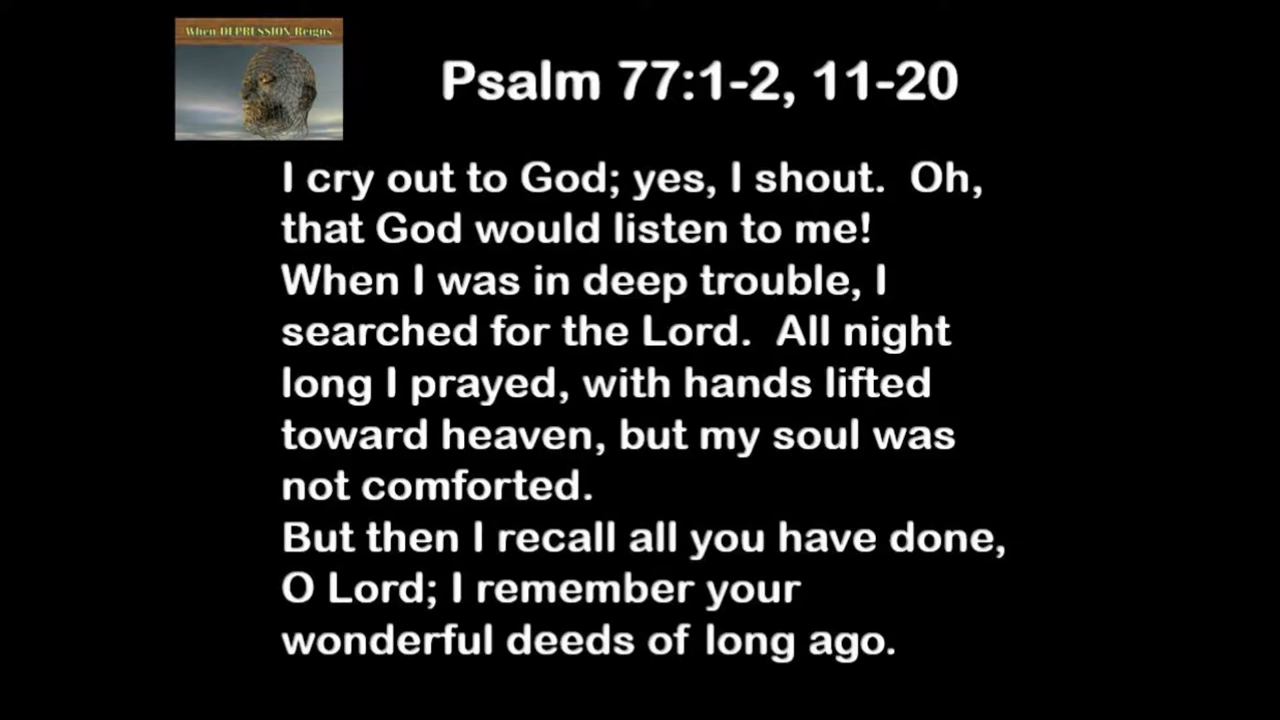 When DEPRESSION Reigns
Psalm 77:1-2, 11-20
I cry out to God; yes, I shout.  Oh,
that God would listen to me!
When I was in deep trouble, I
searched for the Lord.  All night
long I prayed, with hands lifted
toward heaven, but my soul was
not comforted.
But then I recall all you have done,
O Lord; I remember your
wonderful deeds of long ago.